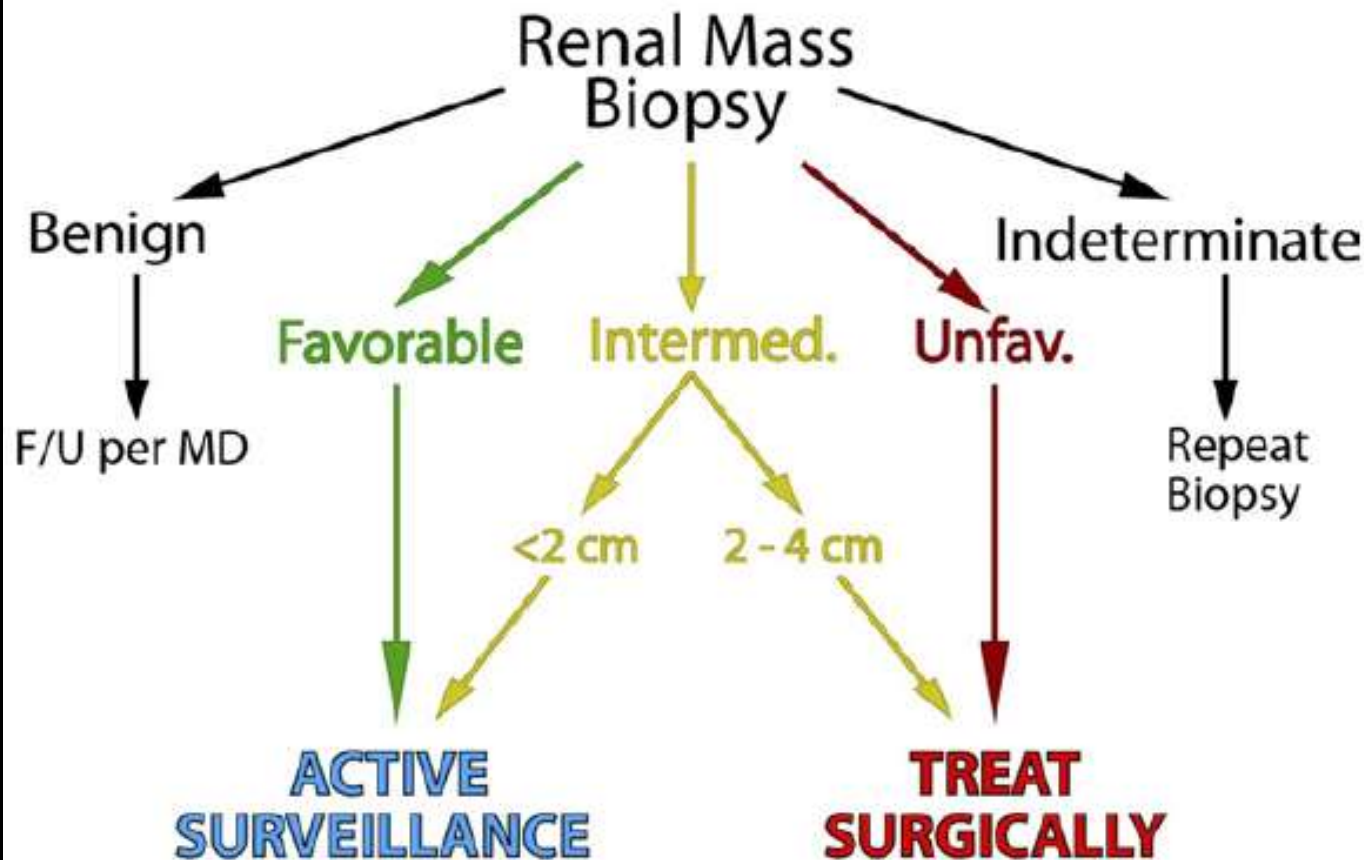 Renal Mass
Biopsy
Benign
Indeterminate
Favorable
Intermed.
Unfav.
F/U per MD
Repeat
Biopsy
<2 cm
2 - 4 cm
ACTIVE
SURVEILLANCE
TREAT
SURGICALLY